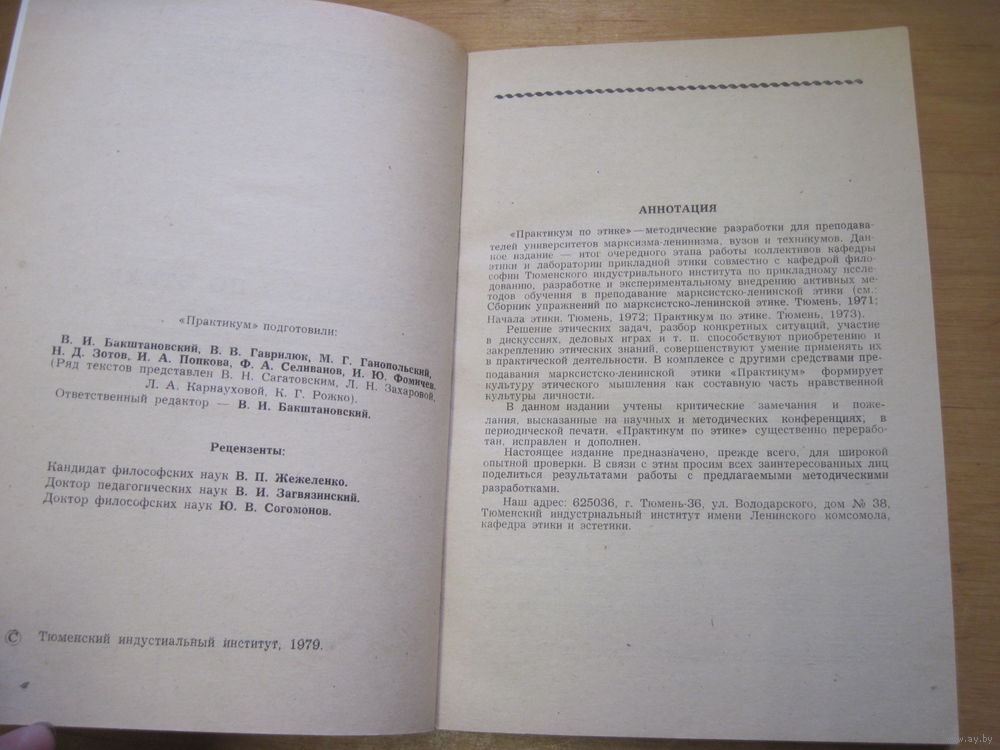 «Практикум» подготовили:
В. И. Бакштановский, В. В. Гаврилюк, М. Г. Ганопольский,
Н. Д. Зотов, И. А. Попкова, Ф. А. Селиванов, И. Ю. Фомичев.
(Ряд текстов представлен В. Н. Сагатовским, Л. Н. Захаровой,
Л. А. Карнауховой, К. Г. Рожко).
Ответственный редактор — В. И. Бакштановский.
Рецензенты:
Кандидат философских наук В. П. Жежеленко.
Доктор педагогических наук В. И. Загвязинский.
Доктор философских наук Ю. В. Согомонов.
© Тюменский индустиальный институт, 1979.
АННОТАЦИЯ
«Практикум по этике» — методические разработки для преподава-
телей университетов марксизма-ленинизма, вузов и техникумов. Дан-
ное издание — итог очередного этапа работы коллективов кафедры
этики и лаборатории прикладной этики совместно с кафедрой фило-
софии Тюменского индустриального института по прикладному иссле-
дованию, разработке и экспериментальному внедрению активных ме-
тодов обучения в преподавание марксистско-ленинской этики (см.:
Сборник упражнений по марксистско-ленинской этике. Тюмень, 1971;
Начала этики. Тюмень, 1972; Практикум по этике. Тюмень, 1973).
Решение этических задач, разбор конкретных ситуаций, участие
в дискуссиях, деловых играх и т. п. способствуют приобретению и
закреплению этических знаний, совершенствуют умение применять их
в практической деятельности. В комплексе с другими средствами пре-
подавания марксистско-ленинской этики «Практикум» формирует
культуру этического мышления как составную часть нравственной
культуры личности.
В данном издании учтены критические замечания и поже-
лания, высказанные на научных и методических конференциях, в
периодической печати. «Практикум по этике» существенно перерабо-
тан, исправлен и дополнен.
Настоящее издание предназначено, прежде всего, для широкой
опытной проверки. В связи с этим просим всех заинтересованных лиц
поделиться результатами работы с предлагаемыми методическими
разработками.
Наш адрес: 625036, г. Тюмень-36, ул. Володарского, дом № 38,
Тюменский индустриальный институт имени Ленинского комсомола,
кафедра этики и эстетики.